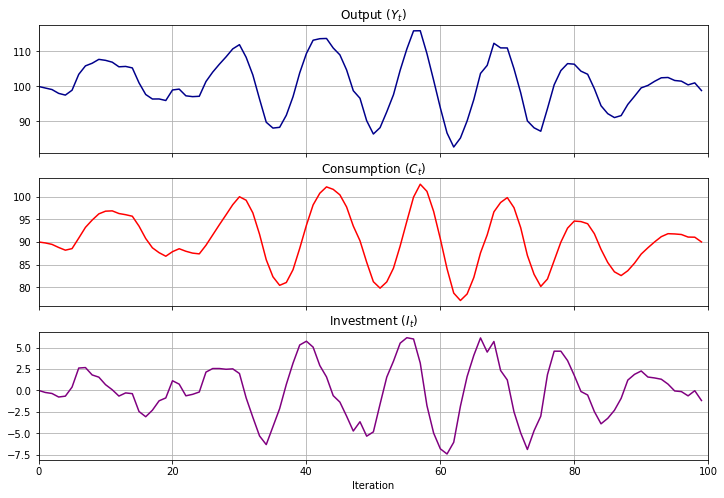 Output (Y_t)
110
100
90
Consumption (C_t)
100
95
90
85
80
Investment (I_t)
5.0
2.5
0.0
−2.5
−5.0
−7.5
0 20 40 60 80 100
Iteration